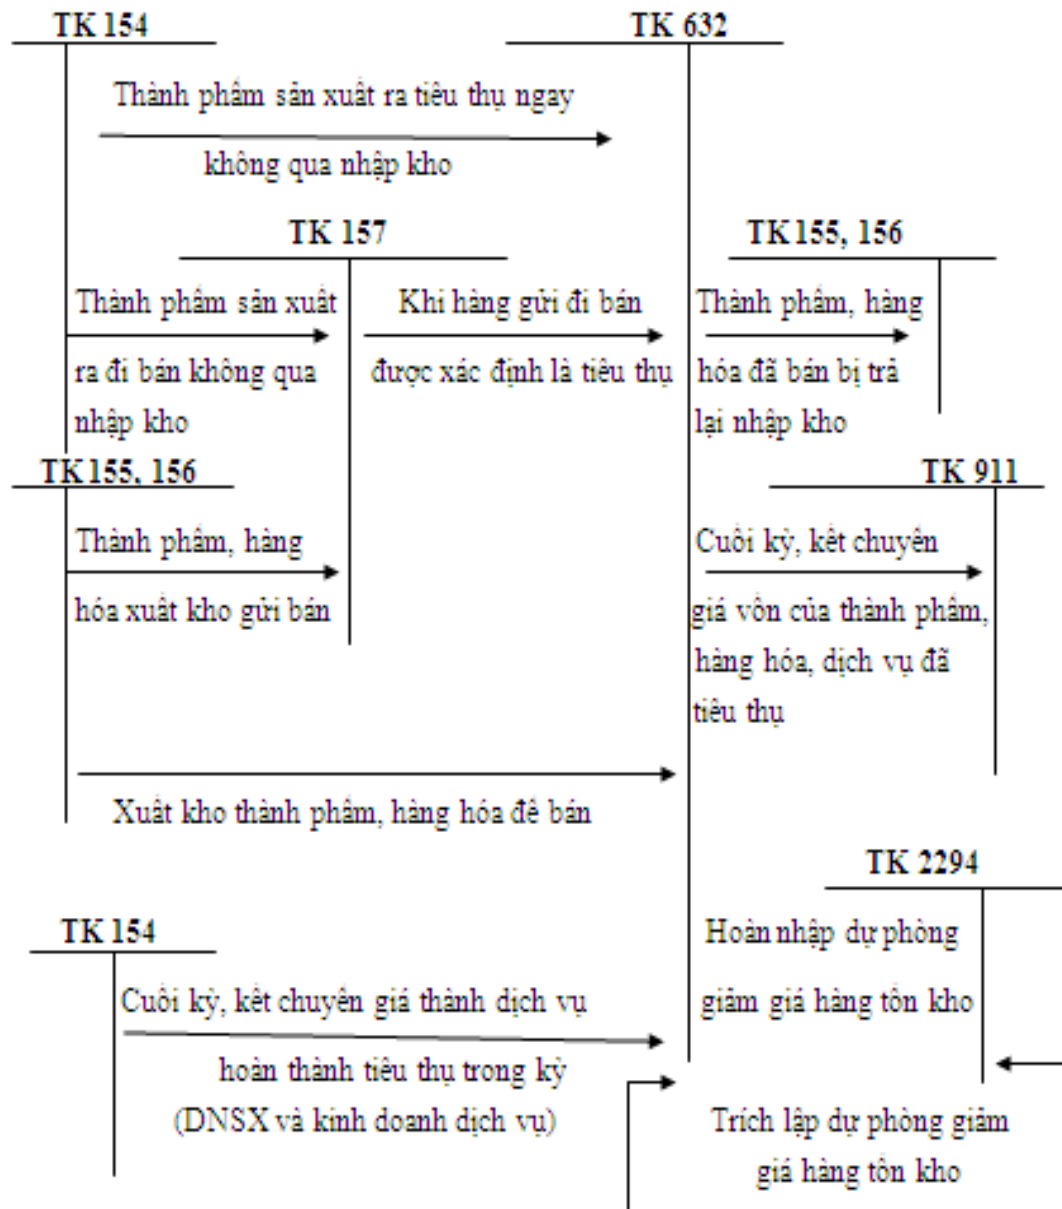 TK 154
TK 632
Thành phẩm sản xuất ra tiêu thụ ngay
không qua nhập kho
TK 157
TK 155, 156
Thành phẩm sản xuất
ra đi bán không qua
nhập kho
Khi hàng gửi đi bán
được xác định là tiêu thụ
Thành phẩm, hàng
hóa đã bán bị trả
lại nhập kho
TK 155, 156
TK 911
Thành phẩm, hàng
hóa xuất kho gửi bán
Cuối kỳ, kết chuyển
giá vốn của thành phẩm,
hàng hóa, dịch vụ đã
tiêu thụ
Xuất kho thành phẩm, hàng hóa để bán
TK 2294
TK 154
Hoàn nhập dự phòng
giảm giá hàng tồn kho
Cuối kỳ, kết chuyển giá thành dịch vụ
hoàn thành tiêu thụ trong kỳ
(DNSX và kinh doanh dịch vụ)
Trích lập dự phòng giảm
giá hàng tồn kho